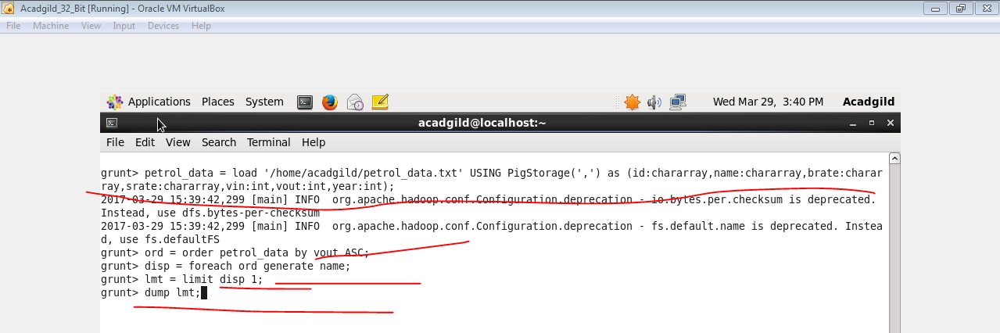 Acadgild_32_Bit [Running] - Oracle VM VirtualBox
File Machine View Input Devices Help
Applications Places System Wed Mar 29, 3:40 PM Acadgild
acadgild@localhost:~
File Edit View Search Terminal Help
grunt> petrol_data = load '/home/acadgild/petrol_data.txt' USING PigStorage(',') as (id:chararray,name:chararray,brate:charar
ray,srate:chararray,vin:int,vout:int,year:int);
2017-03-29 15:39:42,299 [main] INFO  org.apache.hadoop.conf.Configuration.deprecation - io.bytes.per.checksum is deprecated.
Instead, use dfs.bytes-per-checksum
2017-03-29 15:39:42,299 [main] INFO  org.apache.hadoop.conf.Configuration.deprecation - fs.default.name is deprecated. Instea
d, use fs.defaultFS
grunt> ord = order petrol_data by vout ASC;
grunt> disp = foreach ord generate name;
grunt> lmt = limit disp 1;
grunt> dump lmt;